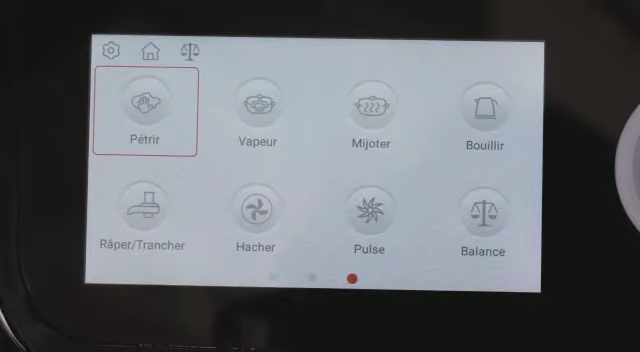 Pétrir
Vapeur
Mijoter
Bouillir
Râper/Trancher
Hacher
Pulse
Balance